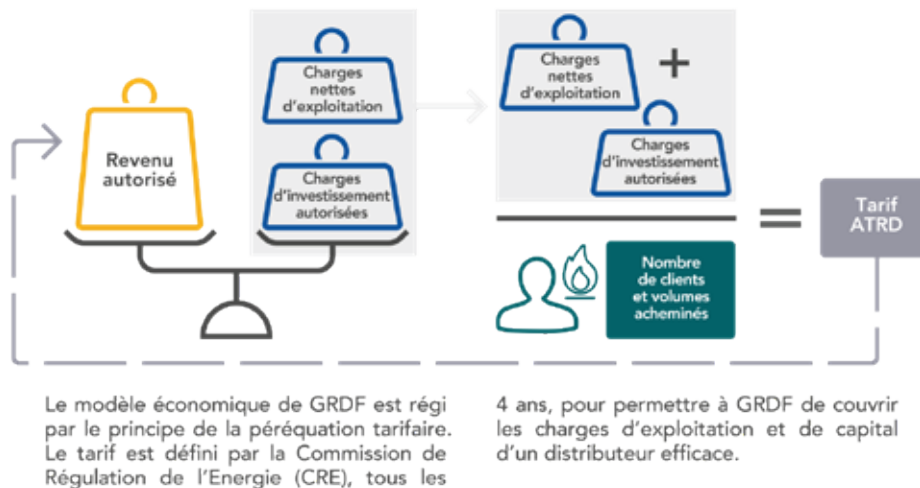 Revenu
autorisé
Charges
nettes
d'exploitation
Charges
d'investissement
autorisées
Charges
nettes
d'exploitation
+
Charges
d'investissement
autorisées
=
Tarif
ATRD
Nombre
de clients
et volumes
acheminés
Le modèle économique de GRDF est régi
par le principe de la péréquation tarifaire.
Le tarif est défini par la Commission de
Régulation de l'Energie (CRE), tous les
4 ans, pour permettre à GRDF de couvrir
les charges d'exploitation et de capital
d'un distributeur efficace.